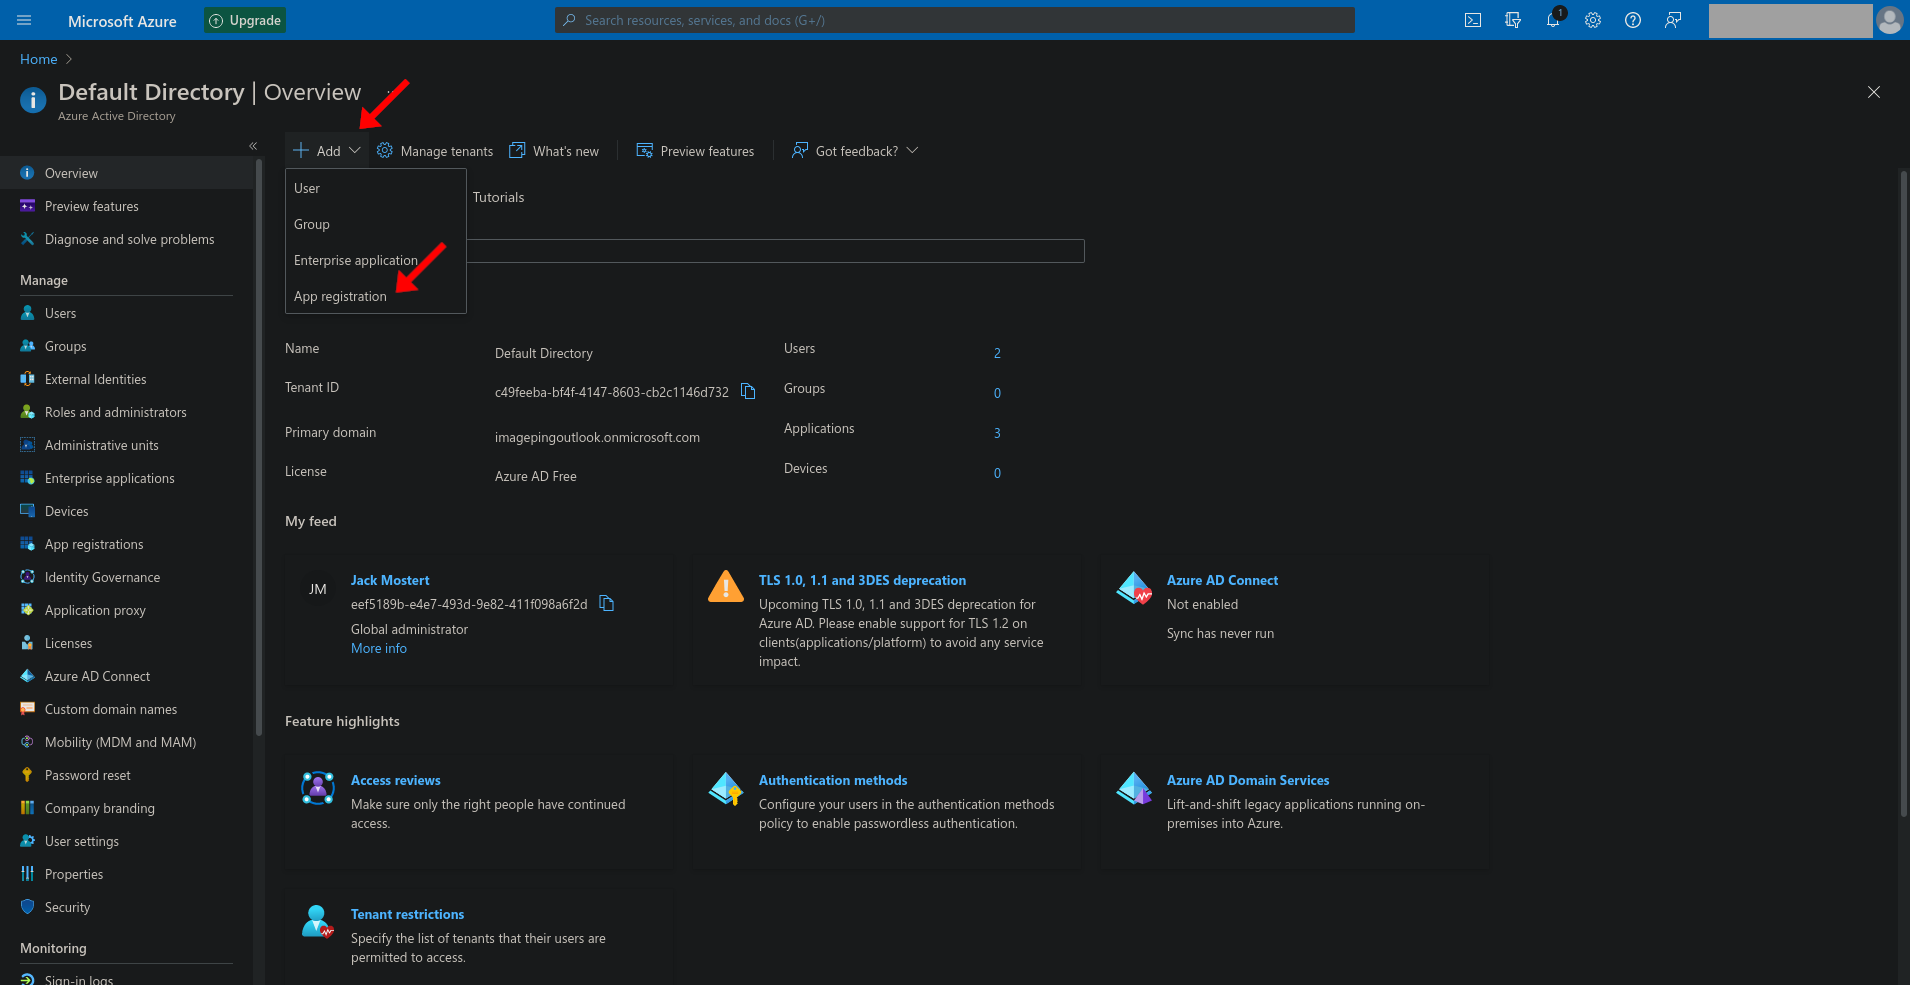 Microsoft Azure
Upgrade
Search resources, services, and docs (G+/)
1
Home
Default Directory | Overview
Azure Active Directory
Add
Manage tenants
What's new
Preview features
Got feedback?
User
Group
Enterprise application
App registration
Tutorials
Overview
Preview features
Diagnose and solve problems
Manage
Users
Groups
External Identities
Roles and administrators
Administrative units
Enterprise applications
Devices
App registrations
Identity Governance
Application proxy
Licenses
Azure AD Connect
Custom domain names
Mobility (MDM and MAM)
Password reset
Company branding
User settings
Properties
Security
Monitoring
Sign-in logs
Name
Default Directory
Users
2
Tenant ID
c49feeba-bf4f-4147-8603-cb2c1146d732
Groups
0
Primary domain
imagepingoutlook.onmicrosoft.com
Applications
3
License
Azure AD Free
Devices
0
My feed
JM
Jack Mostert
eef5189b-e4e7-493d-9e82-411f098a6f2d
Global administrator
More info
TLS 1.0, 1.1 and 3DES deprecation
Upcoming TLS 1.0, 1.1 and 3DES deprecation for
Azure AD. Please enable support for TLS 1.2 on
clients(applications/platform) to avoid any service
impact.
Azure AD Connect
Not enabled
Sync has never run
Feature highlights
Access reviews
Make sure only the right people have continued
access.
Authentication methods
Configure your users in the authentication methods
policy to enable passwordless authentication.
Azure AD Domain Services
Lift-and-shift legacy applications running on-
premises into Azure.
Tenant restrictions
Specify the list of tenants that their users are
permitted to access.